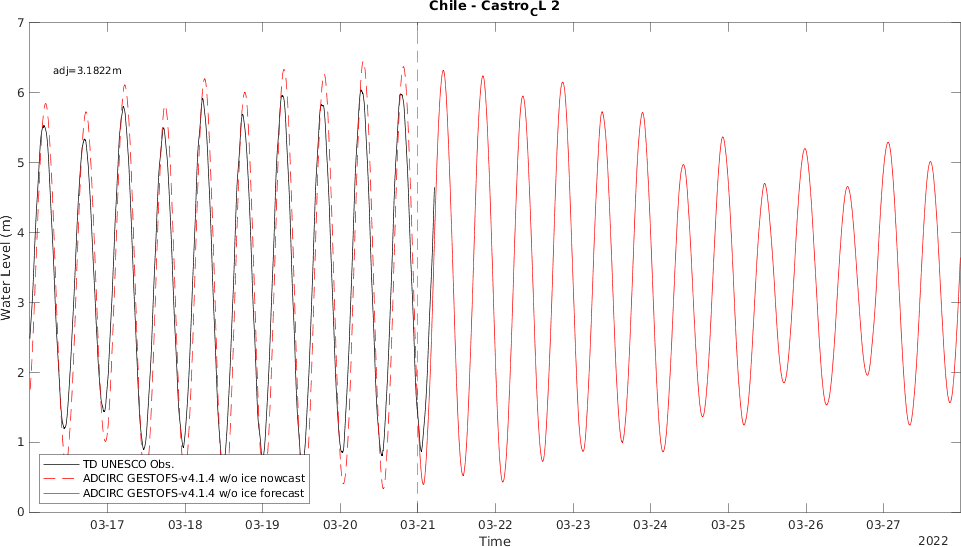 Chile - Castro_CL 2
7
adj=3.1822m
6
5
4
3
2
1
0
Water Level (m)
TD UNESCO Obs.
ADCIRC GESTOFS-v4.1.4 w/o ice nowcast
ADCIRC GESTOFS-v4.1.4 w/o ice forecast
03-17 03-18 03-19 03-20 03-21 03-22 03-23 03-24 03-25 03-26 03-27
Time
2022